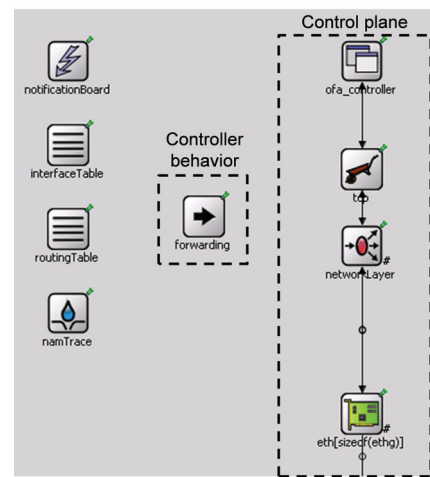 Control plane
notificationBoard
ofa_controller
Controller
behavior
interfaceTable
tcp
forwarding
routingTable
networkLayer
#
namTrace
#
eth[sizeof(ethg)]